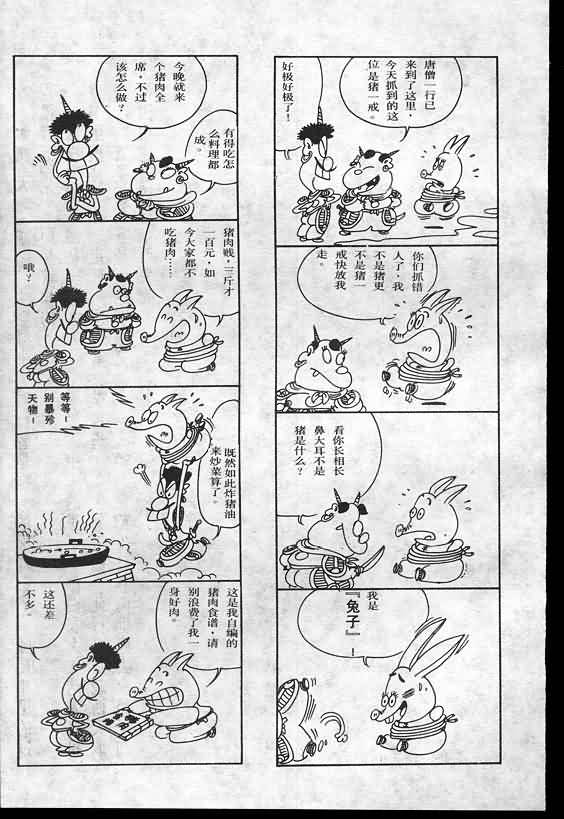 唐僧一行已
来到了这里，
今天抓到的这
位是猪一戒。
好极好极了！
你们抓错
人了，我
不是猪更
不是猪一
戒快放我
走。
看你长相长
鼻大耳不是
猪是什么？
我是
『兔子』！
今晚就来
个猪肉全
席，不过
该怎么做？
有得吃怎
么料理都
成。
猪肉贱，三斤才
一百元，如
今大家都不
吃猪肉……
哦？
既然如此炸猪油
来炒菜算了。
等等！
别暴殄
天物！
这是我自编的
猪肉食谱，请
别浪费了我一
身好肉。
这还差
不多。